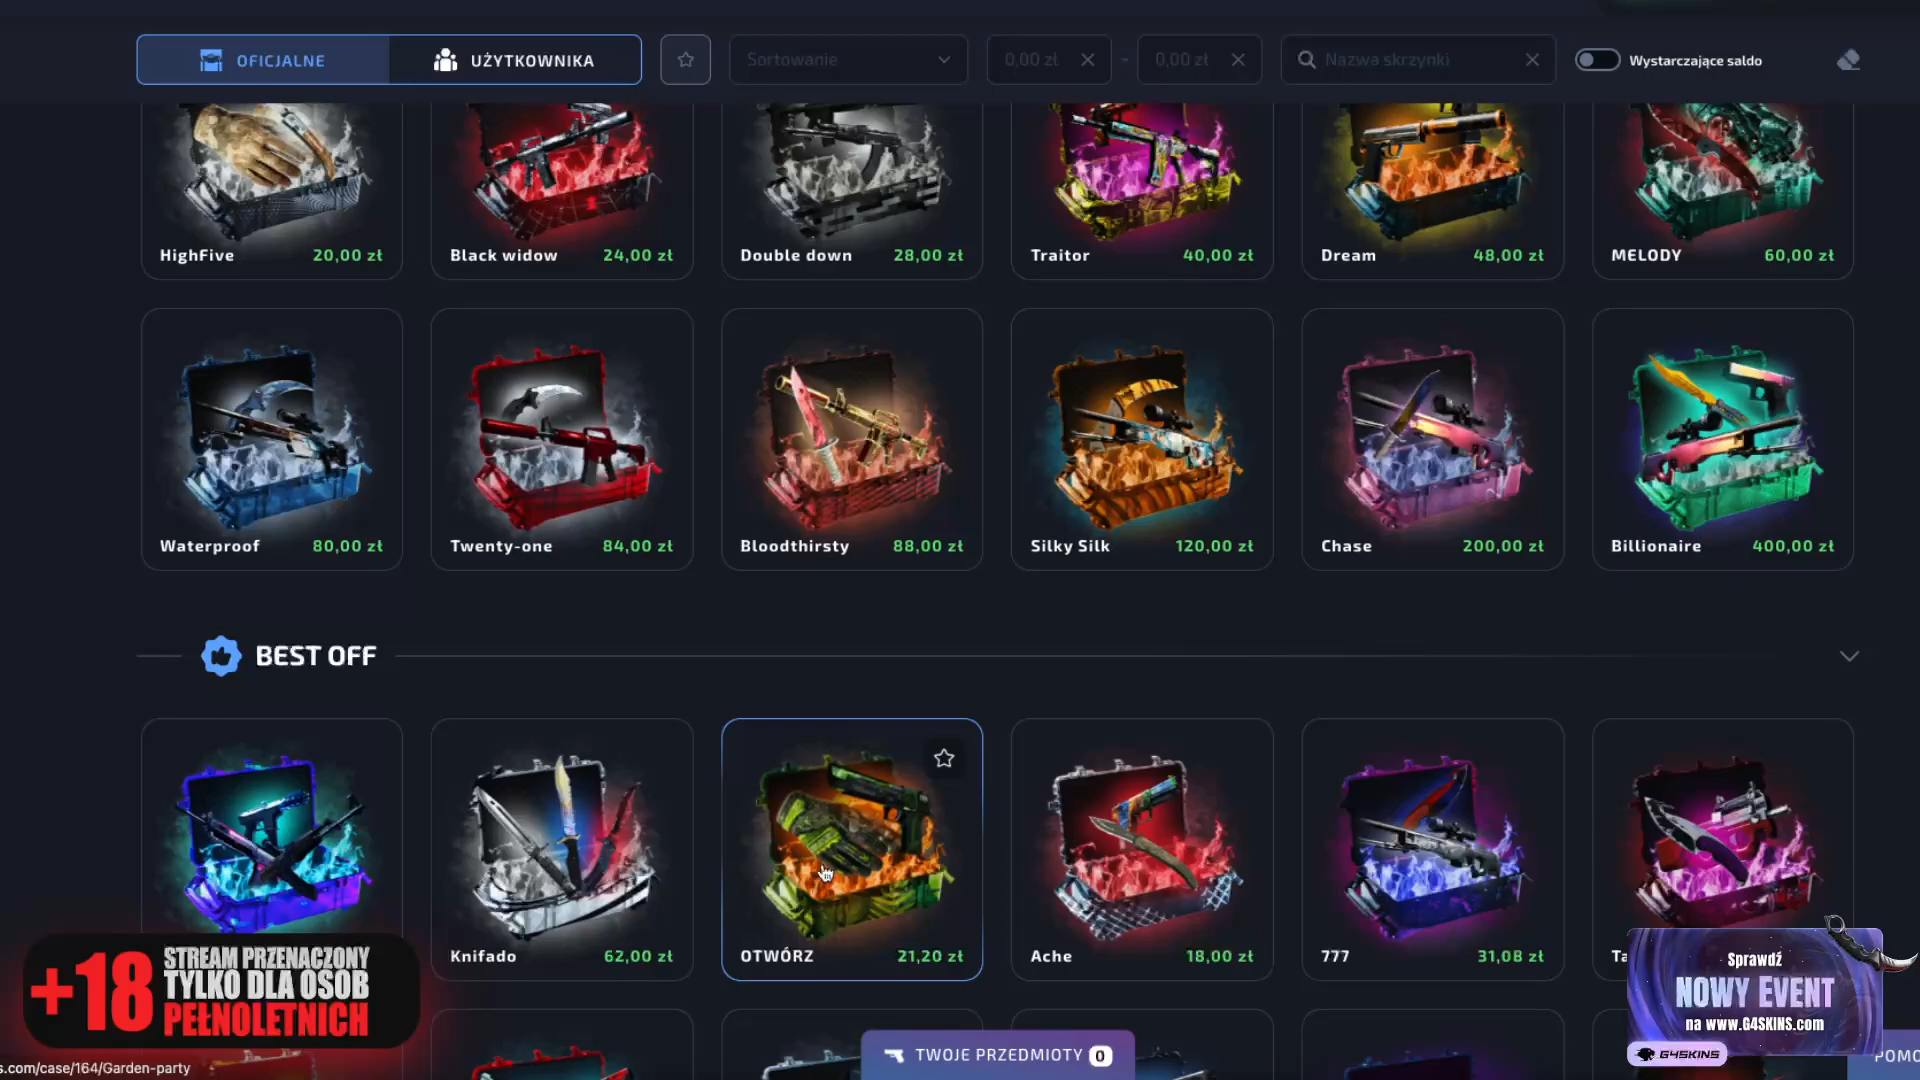 OFICJALNE
UŻYTKOWNIKA
Sortowanie
0,00 zł
-
0,00 zł
Nazwa skrzynki
Wystarczające saldo
HighFive 20,00 zł
Black widow 24,00 zł
Double down 28,00 zł
Traitor 40,00 zł
Dream 48,00 zł
MELODY 60,00 zł
Waterproof 80,00 zł
Twenty-one 84,00 zł
Bloodthirsty 88,00 zł
Silky Silk 120,00 zł
Chase 200,00 zł
Billionaire 400,00 zł
BEST OFF
Knifado 62,00 zł
OTWÓRZ 21,20 zł
Ache 18,00 zł
777 31,08 zł
Ta
+18
STREAM PRZENACZONY
TYLKO DLA OSOB
PEŁNOLETNICH
Sprawdź
NOWY EVENT
na www.G4SKINS.com
G4SKINS
TWOJE PRZEDMIOTY 0
POMO
s.com/case/164/Garden-party